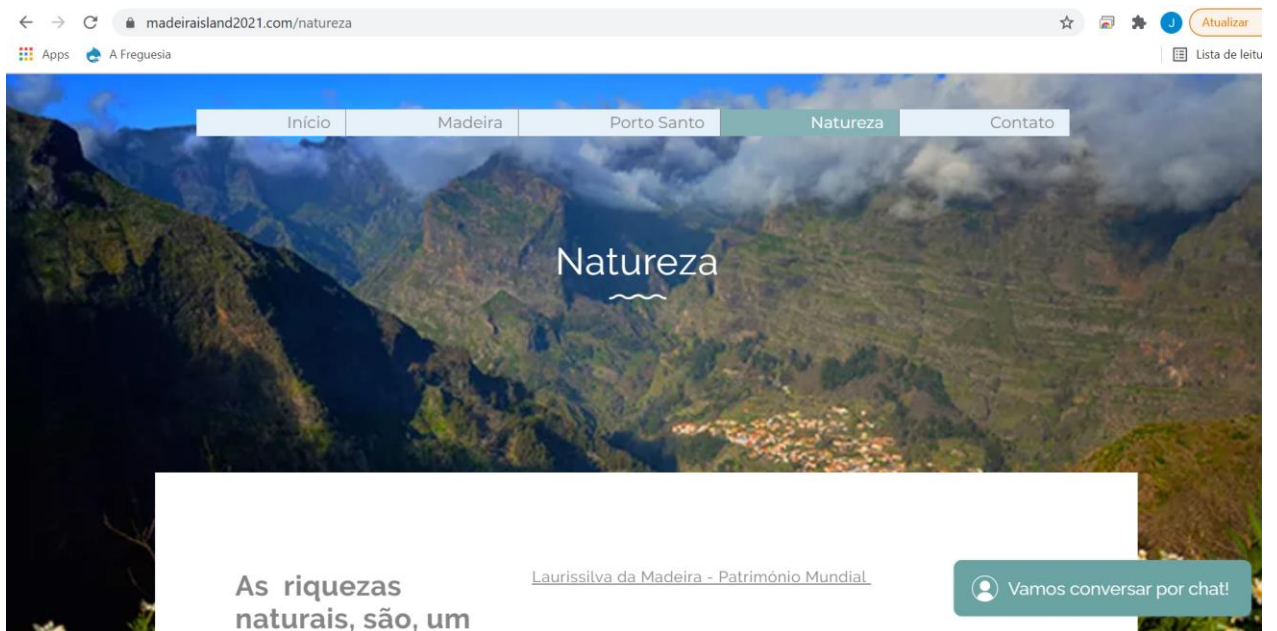 madeiraisland2021.com/natureza
J
Atualizar
Apps
A Freguesia
Lista de leitu
Início
Madeira
Porto Santo
Natureza
Contato
Natureza
As riquezas
naturais, são, um
Laurissilva da Madeira - Património Mundial
Vamos conversar por chat!